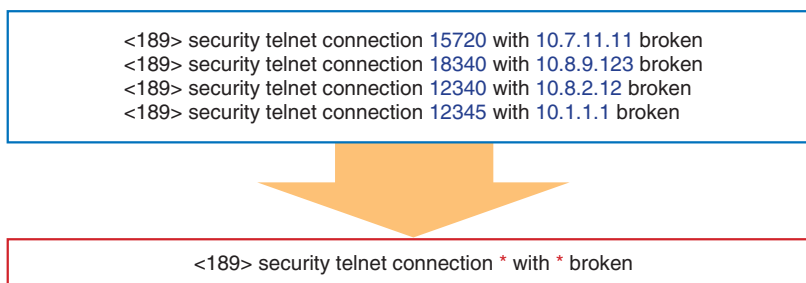 <189> security telnet connection 15720 with 10.7.11.11 broken
<189> security telnet connection 18340 with 10.8.9.123 broken
<189> security telnet connection 12340 with 10.8.2.12 broken
<189> security telnet connection 12345 with 10.1.1.1 broken
<189> security telnet connection * with * broken